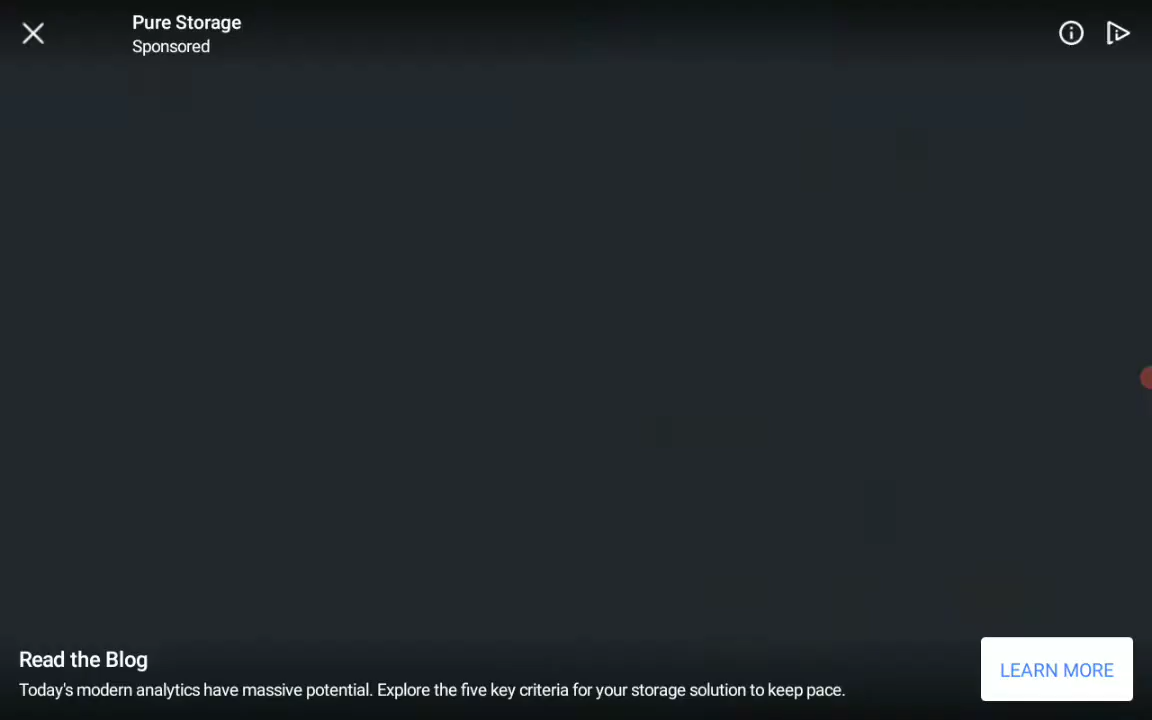 Pure Storage
Sponsored
Read the Blog
Today's modern analytics have massive potential. Explore the five key criteria for your storage solution to keep pace.
LEARN MORE